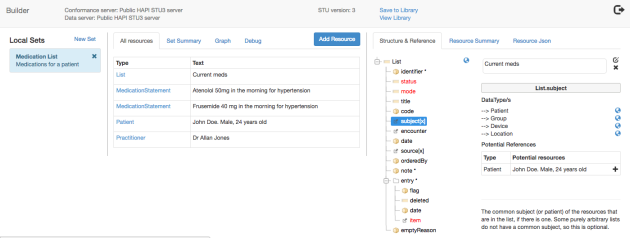 Builder
Conformance server: Public HAPI STU3 server
Data server: Public HAPI STU3 server
STU version: 3
Save to Library
View Library
Local Sets
New Set
Medication List
Medications for a patient
All resources
Set Summary
Graph
Debug
Add Resource
Type
Text
List
Current meds
MedicationStatement
Atenolol 50mg in the morning for hypertension
MedicationStatement
Frusemide 40 mg in the morning for hypertension
Patient
John Doe. Male, 24 years old
Practitioner
Dr Allan Jones
Structure & Reference
Resource Summary
Resource Json
List
identifier *
status
mode
title
code
subject[x]
encounter
date
source[x]
orderedBy
note *
entry *
flag
deleted
date
item
emptyReason
Current meds
List.subject
DataType/s
--> Patient
--> Group
--> Device
--> Location
Potential References
Type
Potential resources
Patient
John Doe. Male, 24 years old
The common subject (or patient) of the resources that
are in the list, if there is one. Some purely arbitrary lists
do not have a common subject, so this is optional.